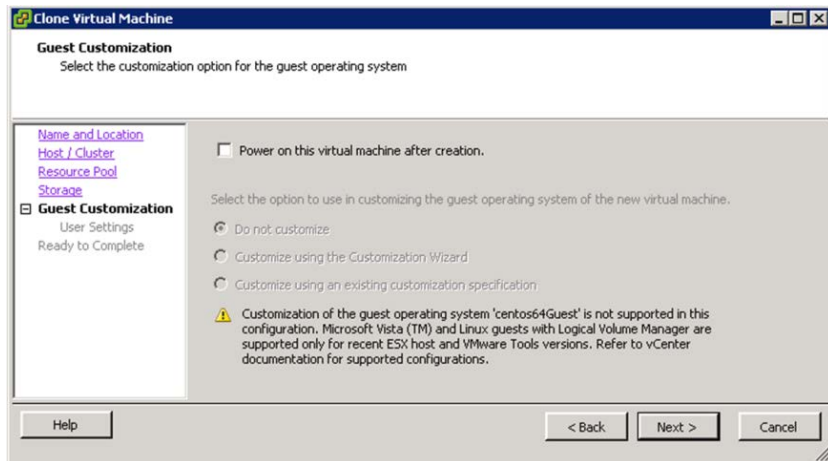 Clone Virtual Machine
Guest Customization
Select the customization option for the guest operating system
Name and Location
Host / Cluster
Resource Pool
Storage
Guest Customization
User Settings
Ready to Complete
Power on this virtual machine after creation.
Select the option to use in customizing the guest operating system of the new virtual machine.
Do not customize
Customize using the Customization Wizard
Customize using an existing customization specification
Customization of the guest operating system 'centos64Guest' is not supported in this
configuration. Microsoft Vista (TM) and Linux guests with Logical Volume Manager are
supported only for recent ESX host and VMware Tools versions. Refer to vCenter
documentation for supported configurations.
Help
< Back
Next >
Cancel